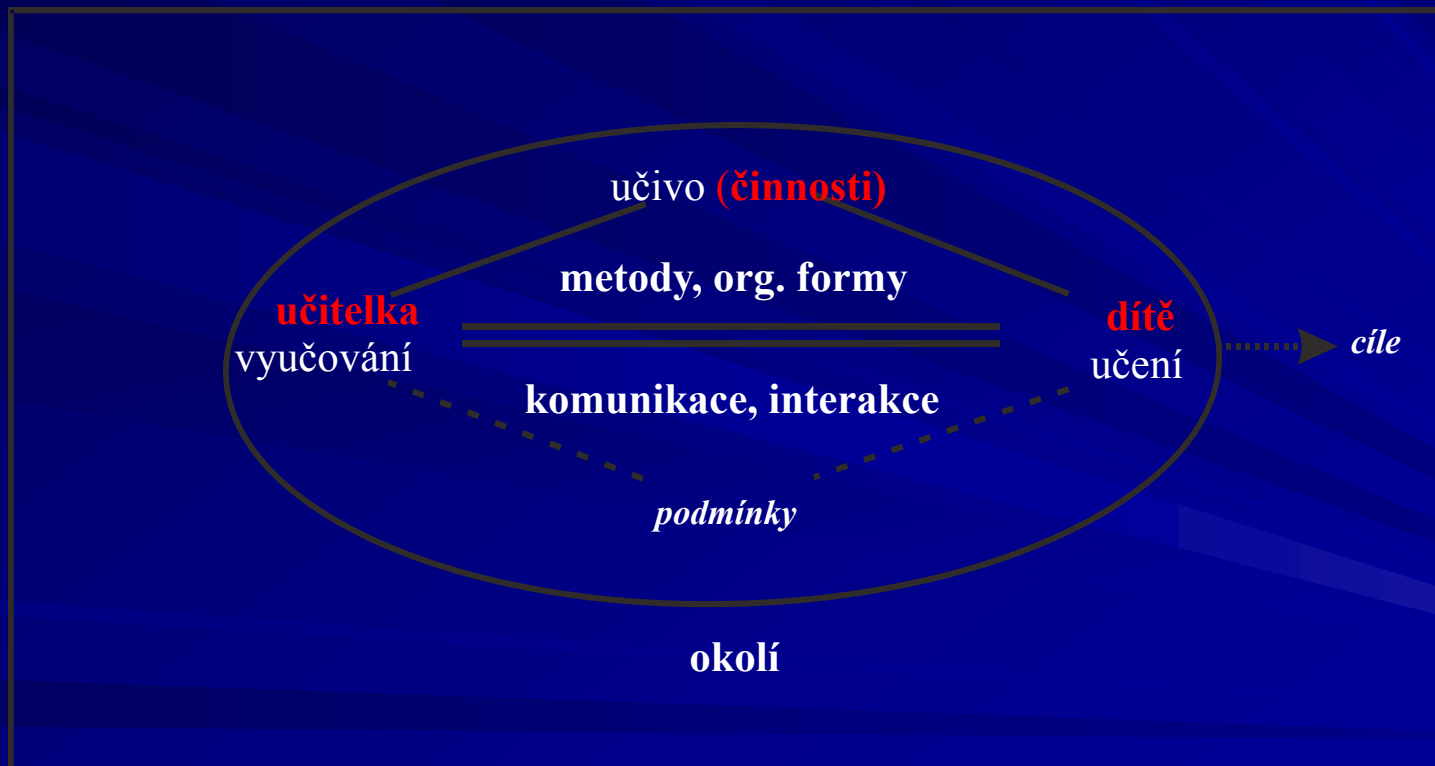 učivo (činnosti)
metody, org. formy
učitelka
vyučování
dítě
učení
cíle
komunikace, interakce
podmínky
okolí